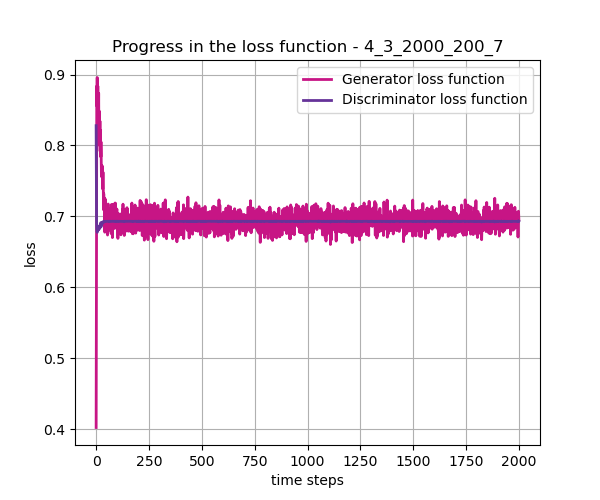 Progress in the loss function - 4_3_2000_200_7
Generator loss function
Discriminator loss function
0.9
0.8
0.7
0.6
0.5
0.4
loss
0 250 500 750 1000 1250 1500 1750 2000
time steps